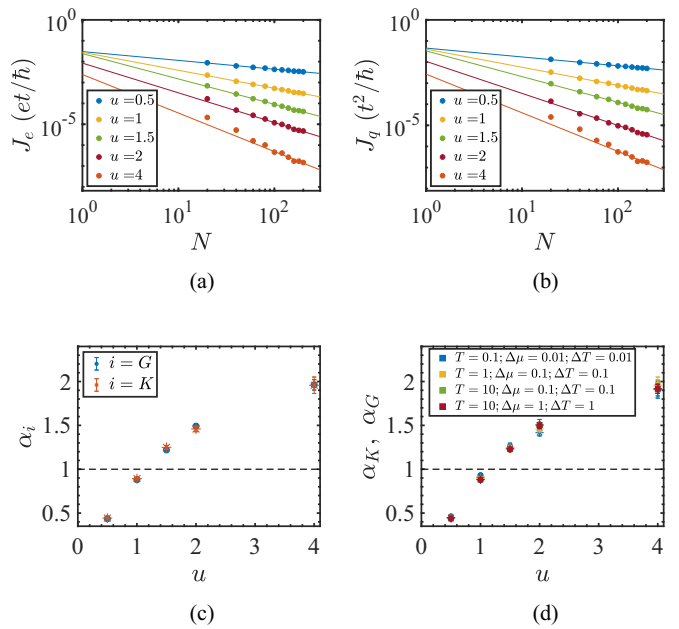 10^0
10^-5
J_e (et/ħ)
u = 0.5
u = 1
u = 1.5
u = 2
u = 4
10^0 10^1 10^2
N
(a)
10^0
10^-5
J_q (t^2/ħ)
u = 0.5
u = 1
u = 1.5
u = 2
u = 4
10^0 10^1 10^2
N
(b)
2
1.5
1
0.5
α_i
i = G
i = K
0 1 2 3 4
u
(c)
2
1.5
1
0.5
α_K, α_G
T = 0.1; Δμ = 0.01; ΔT = 0.01
T = 1; Δμ = 0.1; ΔT = 0.1
T = 10; Δμ = 0.1; ΔT = 0.1
T = 10; Δμ = 1; ΔT = 1
0 1 2 3 4
u
(d)